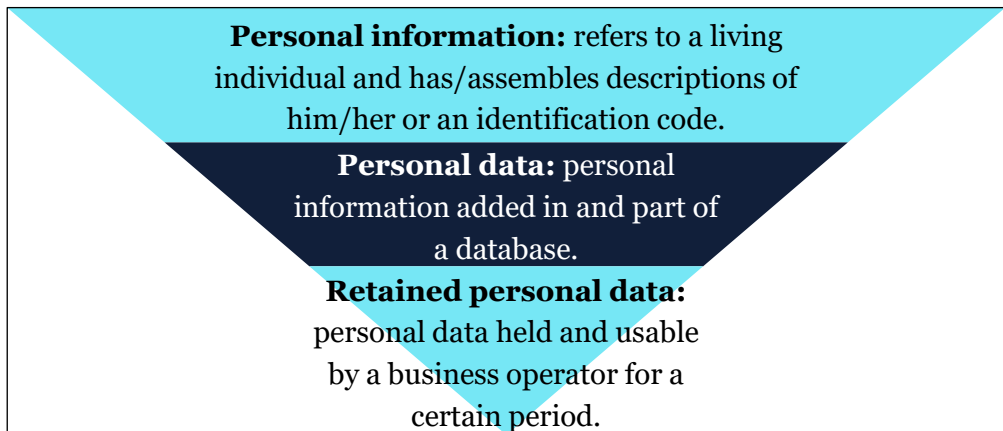 Personal information: refers to a living
individual and has/assembles descriptions of
him/her or an identification code.
Personal data: personal
information added in and part of
a database.
Retained personal data:
personal data held and usable
by a business operator for a
certain period.